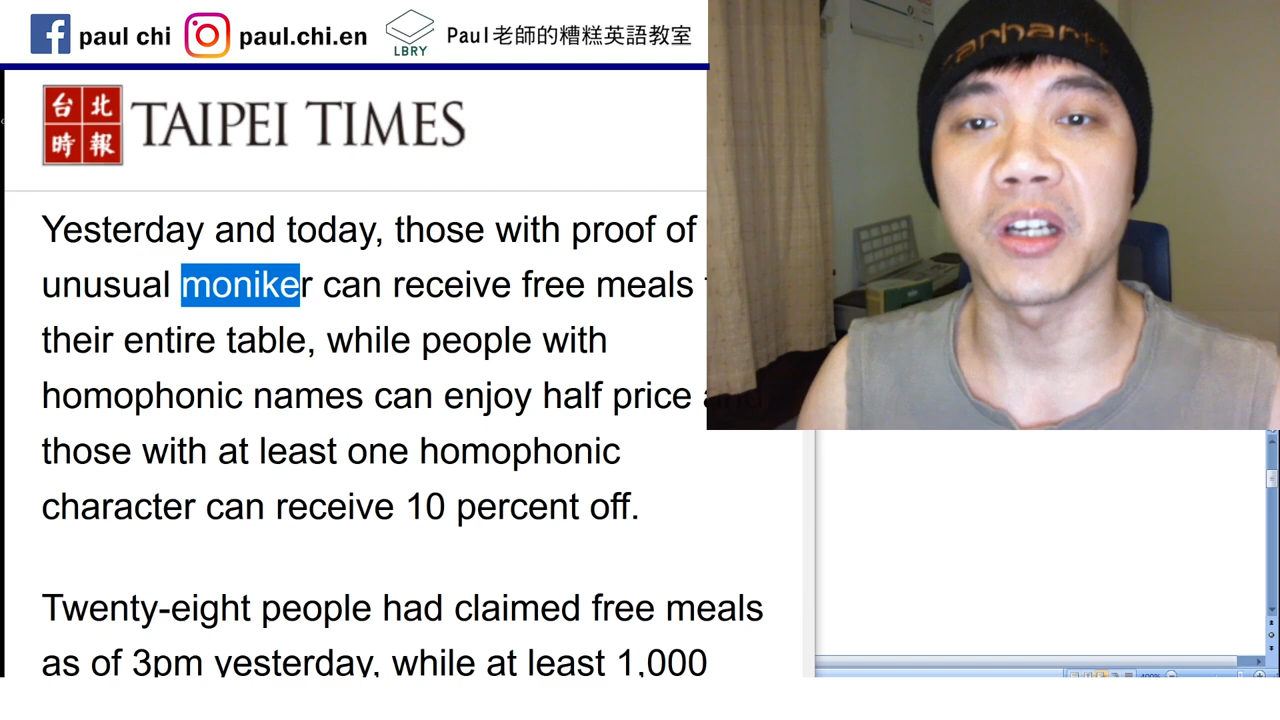 paul chi
paul.chi.en
LBRY
Paul老師的糟糕英語教室
台北時報
TAIPEI TIMES
carhartt
Yesterday and today, those with proof of
unusual moniker can receive free meals
their entire table, while people with
homophonic names can enjoy half price and
those with at least one homophonic
character can receive 10 percent off.
Twenty-eight people had claimed free meals
as of 3pm yesterday, while at least 1,000
400%